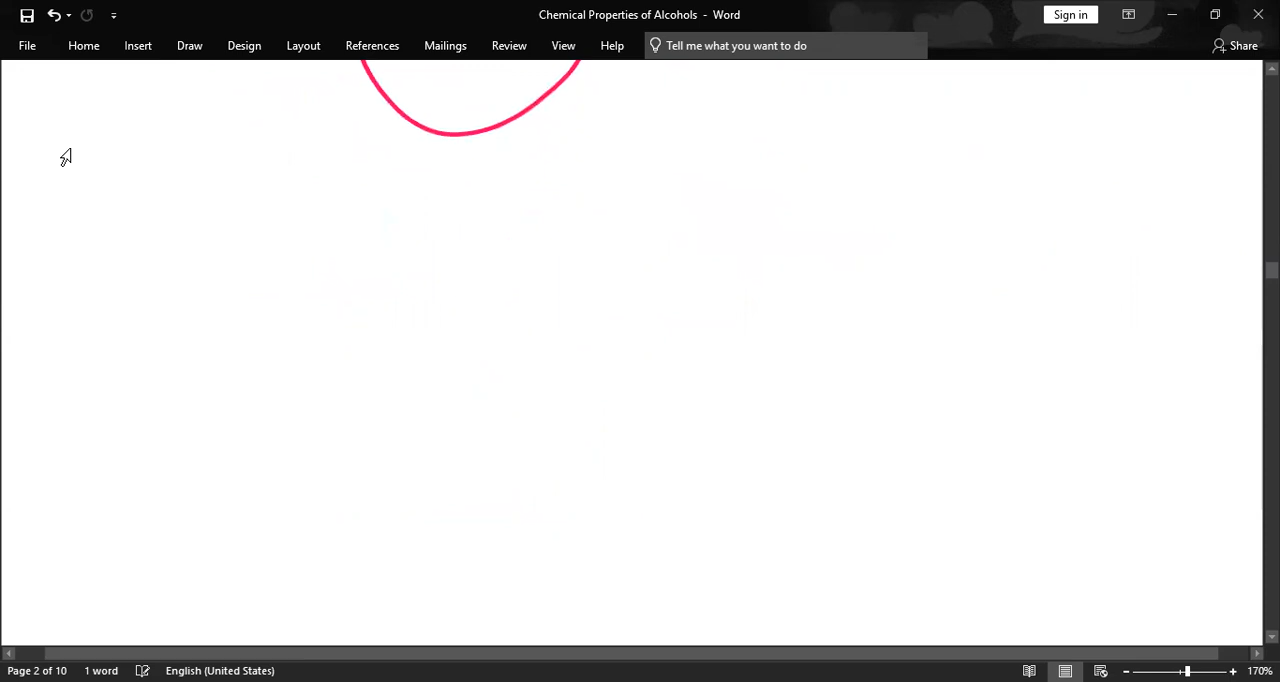 Chemical Properties of Alcohols - Word
Sign in
File Home Insert Draw Design Layout References Mailings Review View Help Tell me what you want to do Share
Page 2 of 10 1 word English (United States) 170%